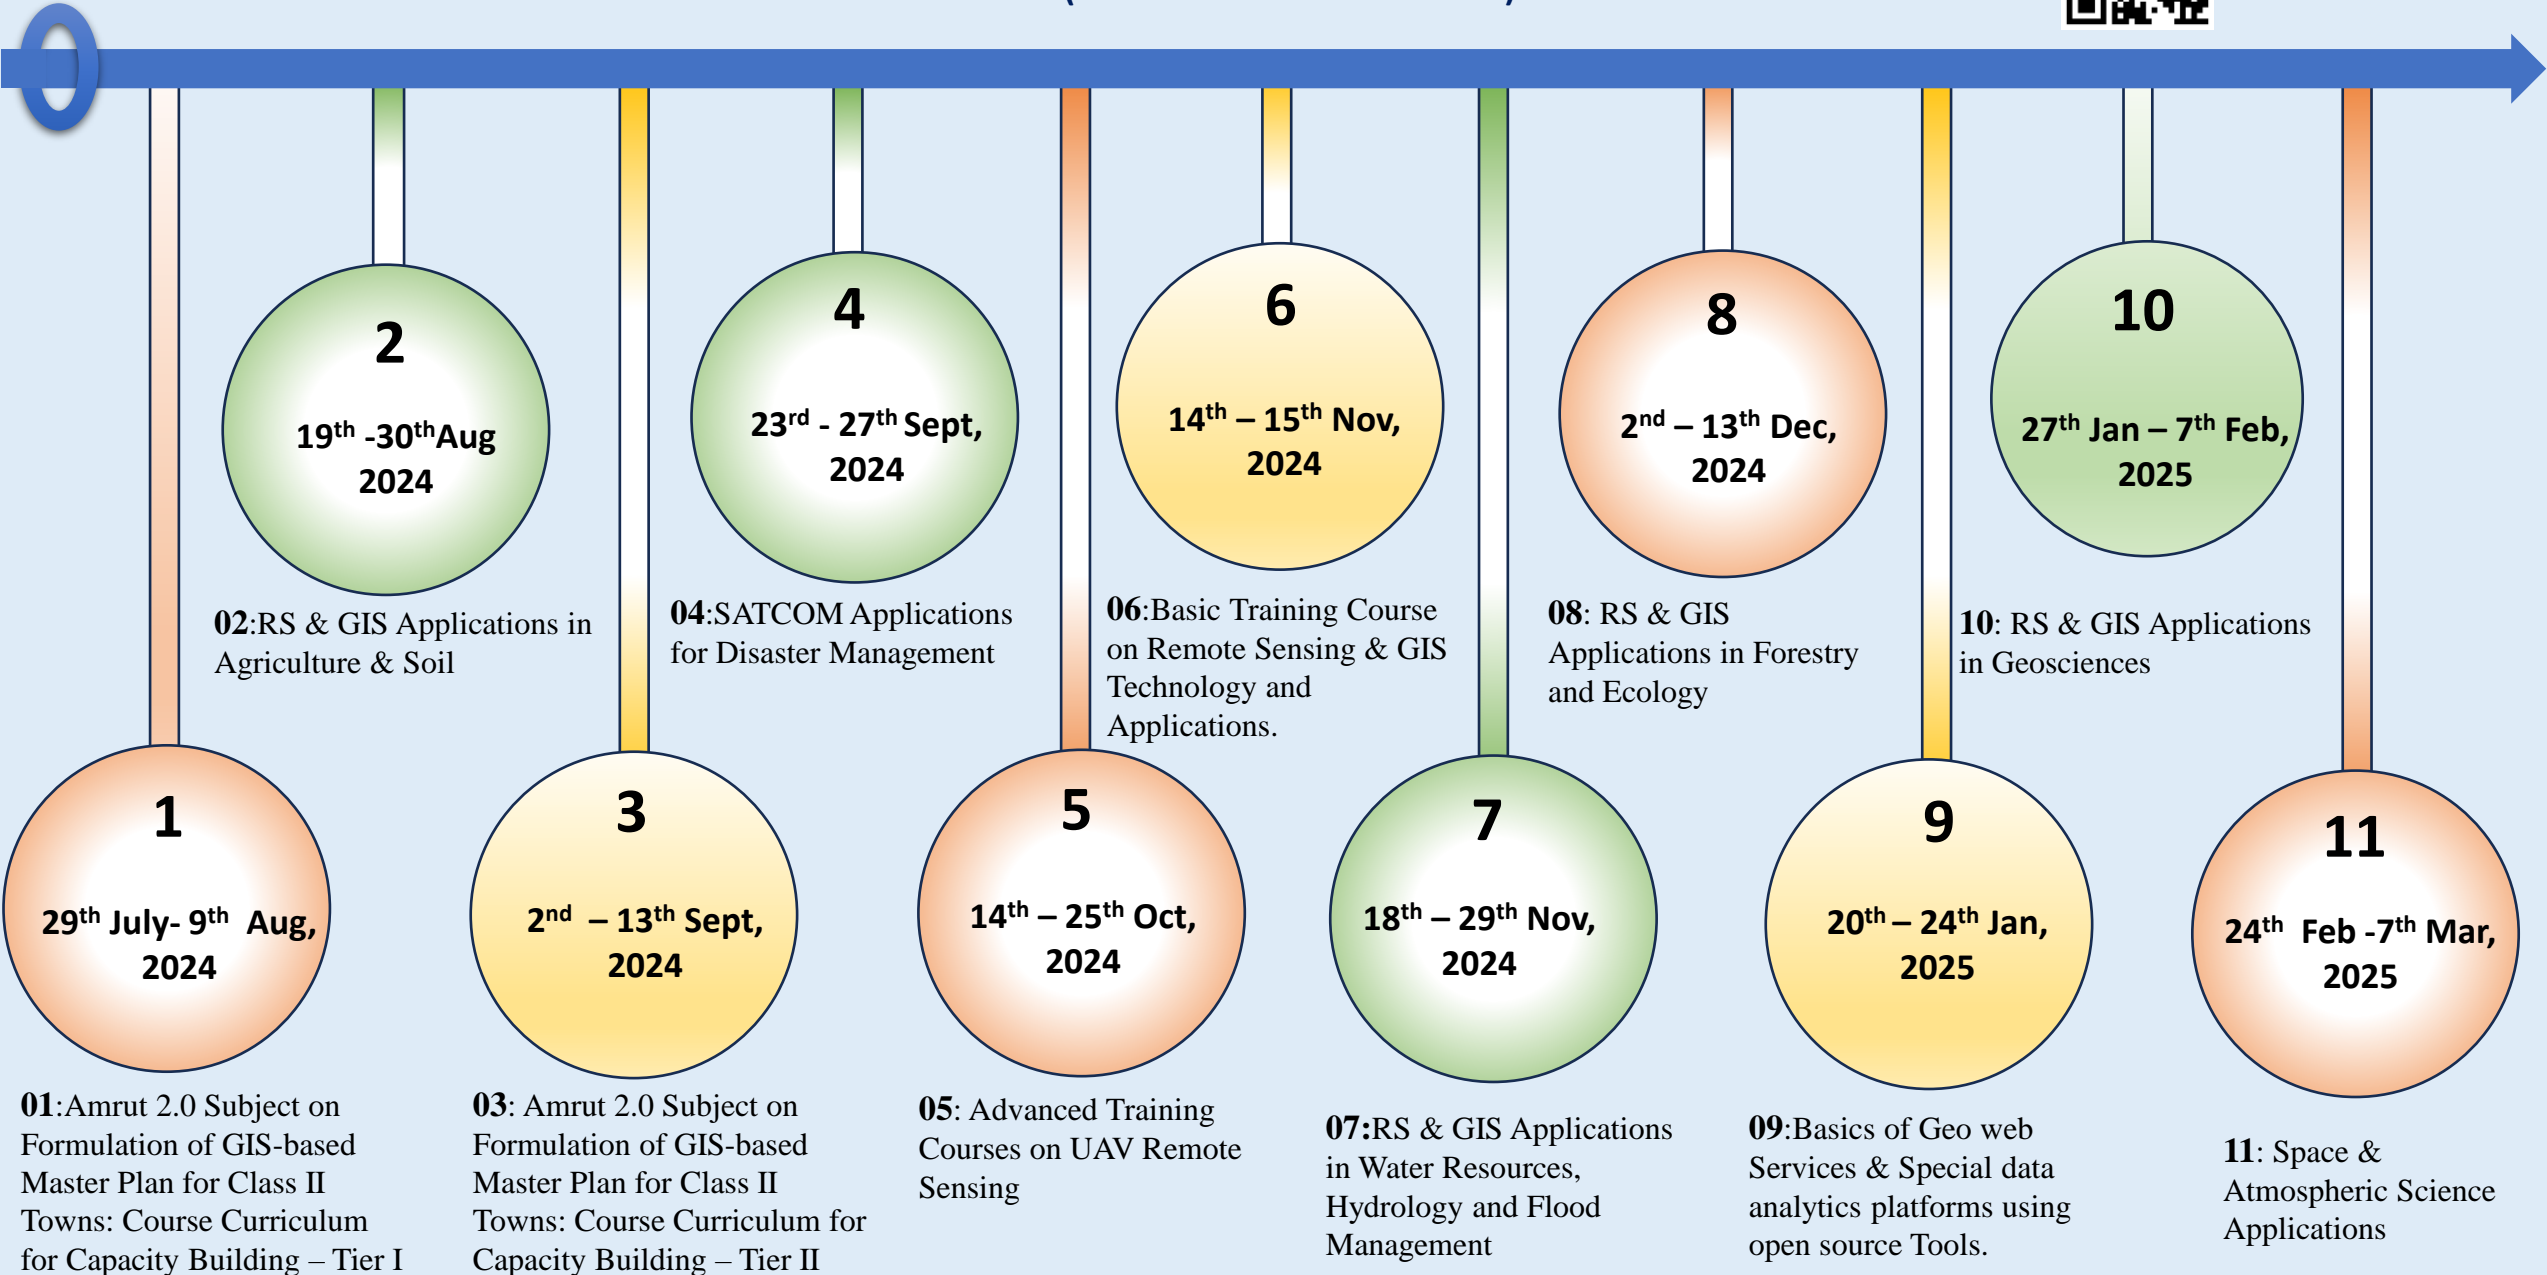 1
29th July- 9th Aug,
2024
01:Amrut 2.0 Subject on
Formulation of GIS-based
Master Plan for Class II
Towns: Course Curriculum
for Capacity Building – Tier I
2
19th -30thAug
2024
02:RS & GIS Applications in
Agriculture & Soil
3
2nd – 13th Sept,
2024
03: Amrut 2.0 Subject on
Formulation of GIS-based
Master Plan for Class II
Towns: Course Curriculum for
Capacity Building – Tier II
4
23rd - 27th Sept,
2024
04:SATCOM Applications
for Disaster Management
5
14th – 25th Oct,
2024
05: Advanced Training
Courses on UAV Remote
Sensing
6
14th – 15th Nov,
2024
06:Basic Training Course
on Remote Sensing & GIS
Technology and
Applications.
7
18th – 29th Nov,
2024
07:RS & GIS Applications
in Water Resources,
Hydrology and Flood
Management
8
2nd – 13th Dec,
2024
08: RS & GIS
Applications in Forestry
and Ecology
9
20th – 24th Jan,
2025
09:Basics of Geo web
Services & Special data
analytics platforms using
open source Tools.
10
27th Jan – 7th Feb,
2025
10: RS & GIS Applications
in Geosciences
11
24th Feb -7th Mar,
2025
11: Space &
Atmospheric Science
Applications